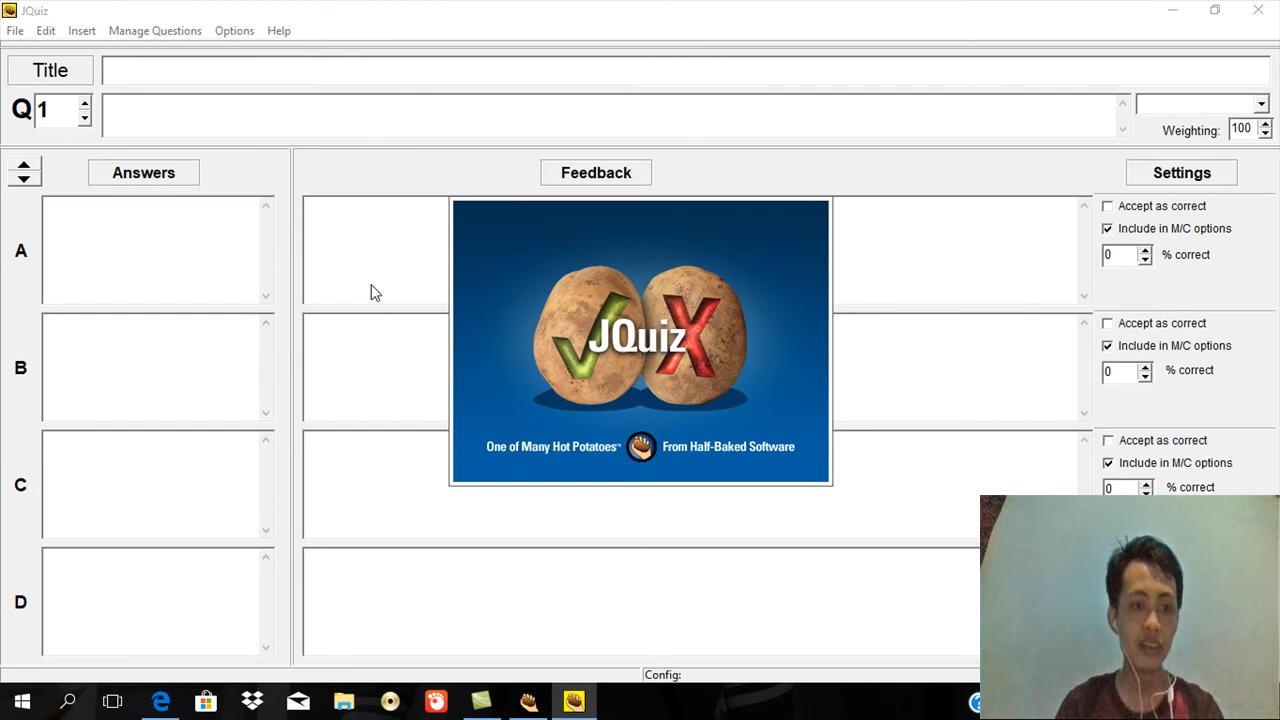 JQuiz
File Edit Insert Manage Questions Options Help
Title
Q 1
Weighting: 100
Answers Feedback Settings
A
Accept as correct
Include in M/C options
0 % correct
B
Accept as correct
Include in M/C options
0 % correct
C
Accept as correct
Include in M/C options
0 % correct
D
JQuiz
One of Many Hot Potatoes™ From Half-Baked Software
Config: